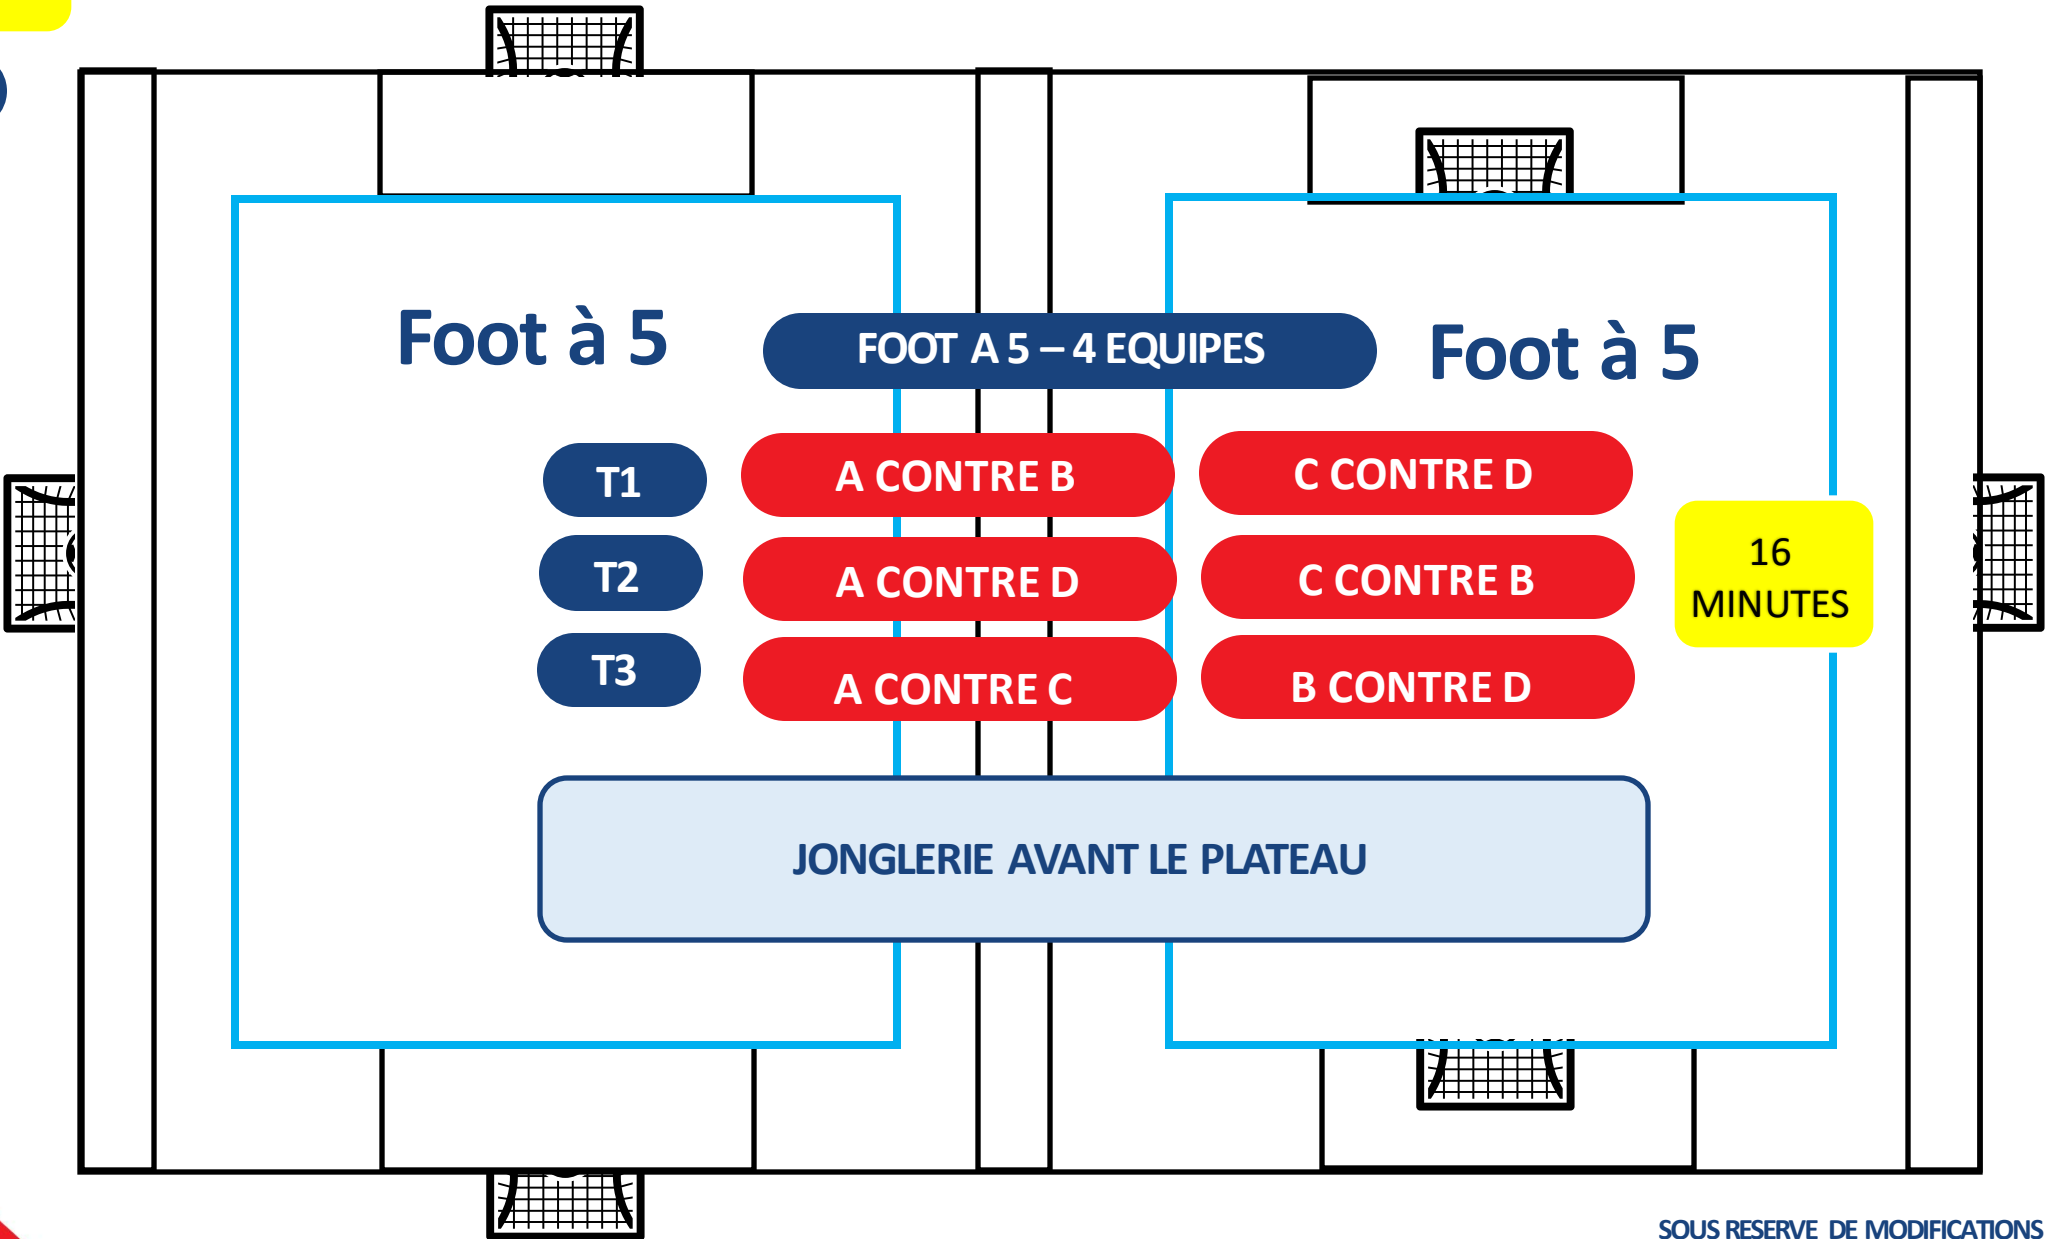 Foot à 5
FOOT A 5 – 4 EQUIPES
Foot à 5
T1
A CONTRE B
C CONTRE D
T2
A CONTRE D
C CONTRE B
16
MINUTES
T3
A CONTRE C
B CONTRE D
JONGLERIE AVANT LE PLATEAU
SOUS RESERVE DE MODIFICATIONS